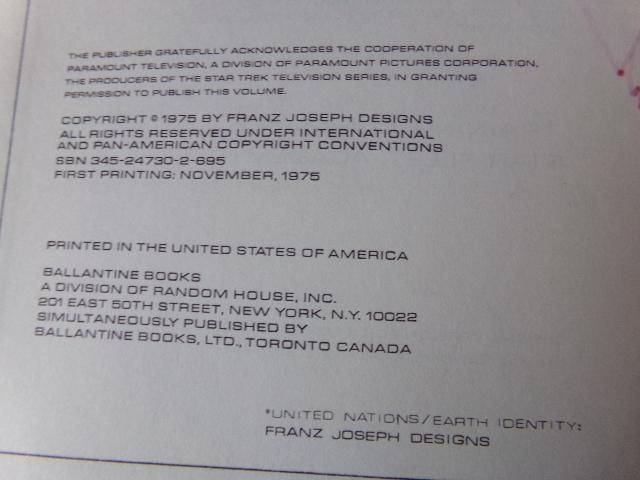 THE PUBLISHER GRATEFULLY ACKNOWLEDGES THE COOPERATION OF
PARAMOUNT TELEVISION, A DIVISION OF PARAMOUNT PICTURES CORPORATION,
THE PRODUCERS OF THE STAR TREK TELEVISION SERIES, IN GRANTING
PERMISSION TO PUBLISH THIS VOLUME.
COPYRIGHT © 1975 BY FRANZ JOSEPH DESIGNS
ALL RIGHTS RESERVED UNDER INTERNATIONAL
AND PAN-AMERICAN COPYRIGHT CONVENTIONS
SBN 345-24730-2-695
FIRST PRINTING: NOVEMBER, 1975
PRINTED IN THE UNITED STATES OF AMERICA
BALLANTINE BOOKS
A DIVISION OF RANDOM HOUSE, INC.
201 EAST 50TH STREET, NEW YORK, N.Y. 10022
SIMULTANEOUSLY PUBLISHED BY
BALLANTINE BOOKS, LTD., TORONTO CANADA
*UNITED NATIONS/EARTH IDENTITY:
FRANZ JOSEPH DESIGNS